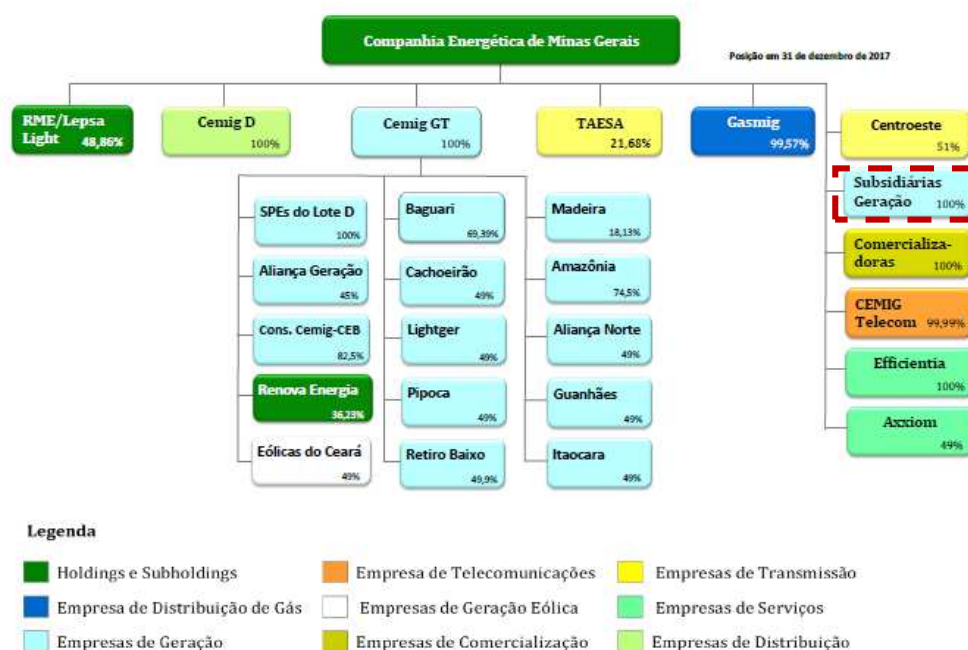 Companhia Energética de Minas Gerais
Posição em 31 de dezembro de 2017
RME/Lepsa
Light 48,86%
Cemig D
100%
Cemig GT
100%
TAESA
21,68%
Gasmig
99,57%
Centroeste
51%
Subsidiárias
Geração 100%
Comercializa-
doras 100%
CEMIG
Telecom 99,99%
Efficientia
100%
Axxiom
49%
SPEs do Lote D
100%
Aliança Geração
45%
Cons. Cemig-CEB
82,5%
Renova Energia
36,23%
Eólicas do Ceará
49%
Baguari
69,39%
Cachoeirão
49%
Lightger
49%
Pipoca
49%
Retiro Baixo
49,9%
Madeira
18,13%
Amazônia
74,5%
Aliança Norte
49%
Guanhães
49%
Itaocara
49%
Legenda
Holdings e Subholdings
Empresa de Telecomunicações
Empresas de Transmissão
Empresa de Distribuição de Gás
Empresas de Geração Eólica
Empresas de Serviços
Empresas de Geração
Empresas de Comercialização
Empresas de Distribuição